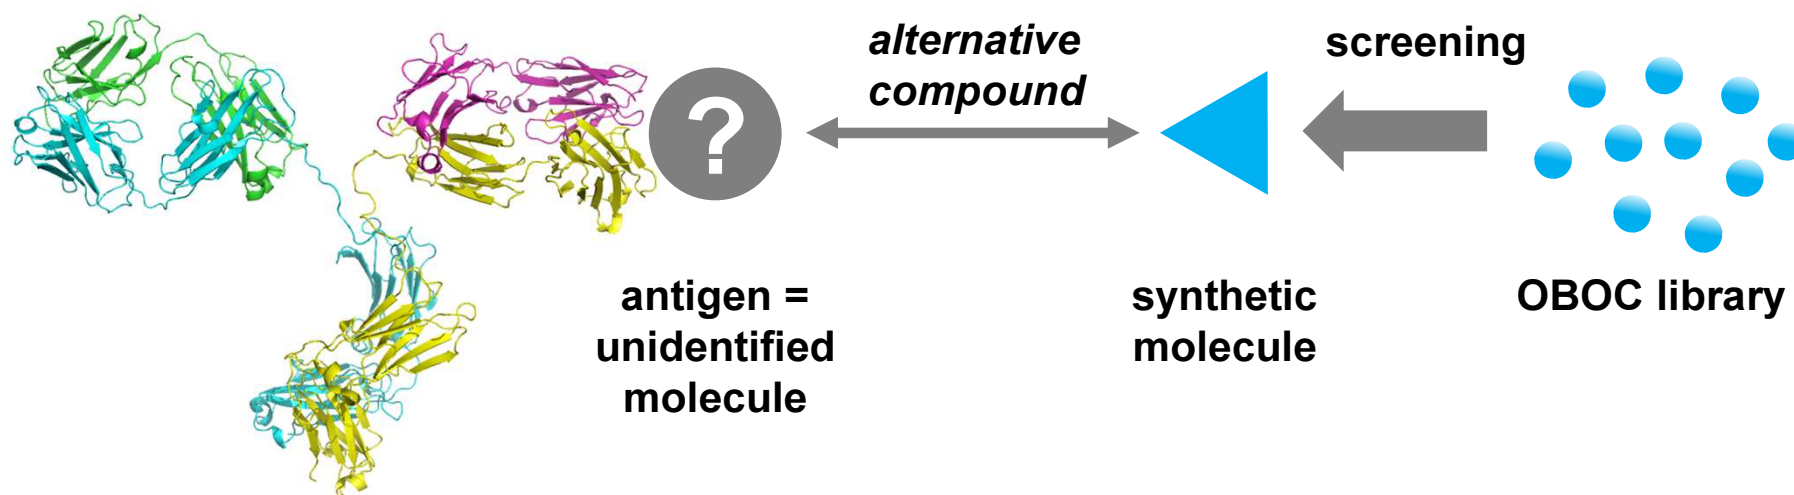 alternative
compound
screening
?
antigen =
unidentified
molecule
synthetic
molecule
OBOC library